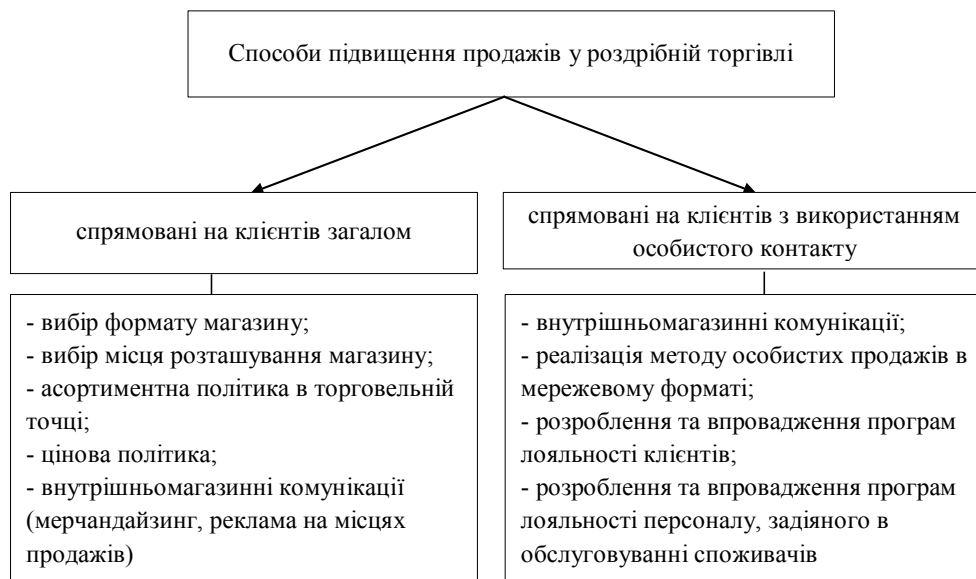 Способи підвищення продажів у роздрібній торгівлі
спрямовані на клієнтів загалом
спрямовані на клієнтів з використанням
особистого контакту
- вибір формату магазину;
- вибір місця розташування магазину;
- асортиментна політика в торговельній
точці;
- цінова політика;
- внутрішньомагазинні комунікації
(мерчандайзинг, реклама на місцях
продажів)
- внутрішньомагазинні комунікації;
- реалізація методу особистих продажів в
мережевому форматі;
- розроблення та впровадження програм
лояльності клієнтів;
- розроблення та впровадження програм
лояльності персоналу, задіяного в
обслуговуванні споживачів